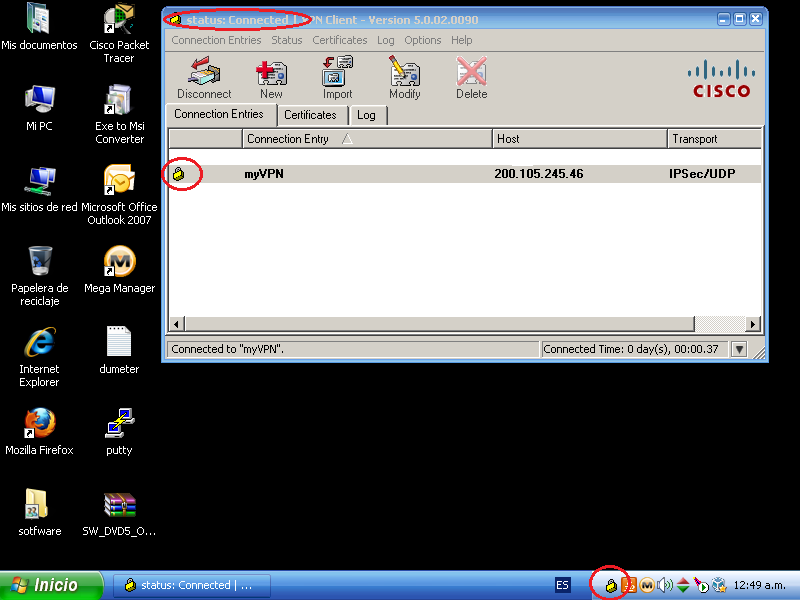 status: Connected | VPN Client - Version 5.0.02.0090
Connection Entries Status Certificates Log Options Help
Disconnect New Import Modify Delete
CISCO
Connection Entries Certificates Log
Connection Entry Host Transport
myVPN 200.105.245.46 IPSec/UDP
Connected to "myVPN". Connected Time: 0 day(s), 00:00.37
Mis documentos
Cisco Packet
Tracer
Mi PC
Exe to Msi
Converter
Mis sitios de red
Microsoft Office
Outlook 2007
Papelera de
reciclaje
Mega Manager
Internet
Explorer
dumeter
Mozilla Firefox
putty
sotfware
SW_DVD5_O...
Inicio
status: Connected | ...
ES
12:49 a.m.